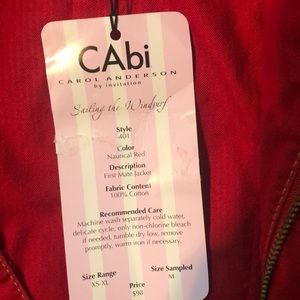 CAbi
CAROL ANDERSON
by invitation
Sailing the Windsurf
Style
401
Color
Nautical Red
Description
First Mate Jacket
Fabric Content
100% Cotton
Recommended Care
Machine wash separately cold water,
delicate cycle, only non-chlorine bleach
if needed, tumble dry low, remove
promptly, warm iron if necessary.
Size Range
XS-XL
Size Sampled
M
Price
$98